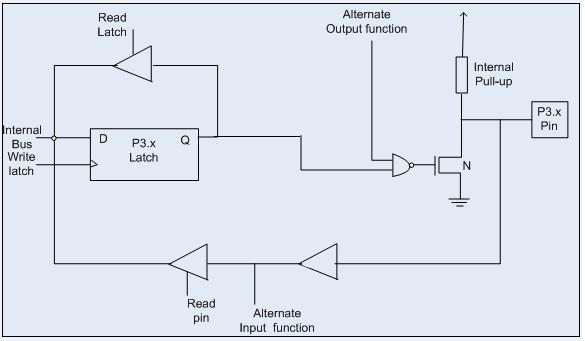 Read
Latch
Alternate
Output function
Internal
Pull-up
P3.x
Pin
Internal
Bus
Write
latch
D
Q
P3.x
Latch
N
Read
pin
Alternate
Input function